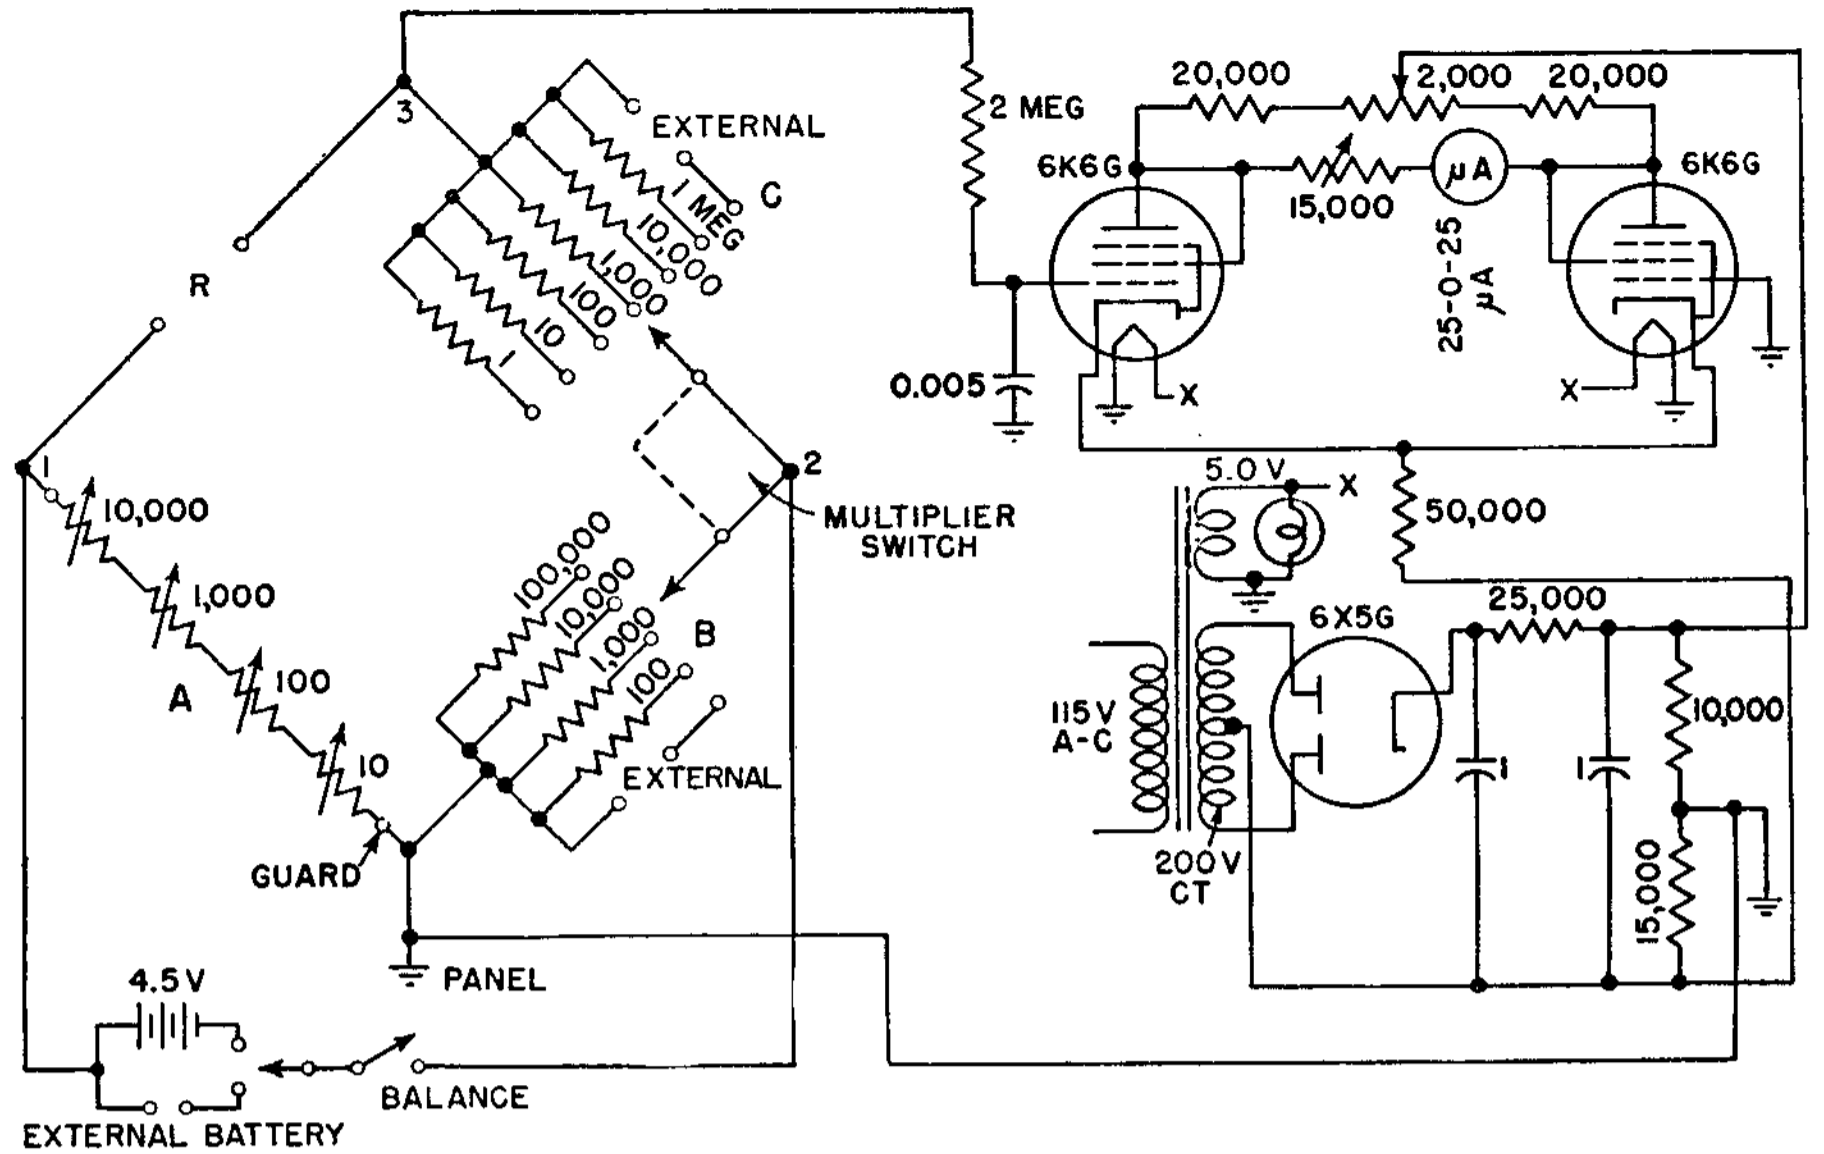 3
EXTERNAL
C
1 MEG
10,000
1,000
100
10
1
R
1
2
10,000
1,000
100
10
A
GUARD
MULTIPLIER
SWITCH
100,000
10,000
1,000
100
B
EXTERNAL
PANEL
4.5 V
BALANCE
EXTERNAL BATTERY
2 MEG
0.005
20,000
2,000
20,000
6K6G
15,000
μA
6K6G
25-0-25
μA
X
X
5.0 V
X
50,000
115 V
A-C
200 V
CT
6X5G
25,000
1
1
10,000
15,000